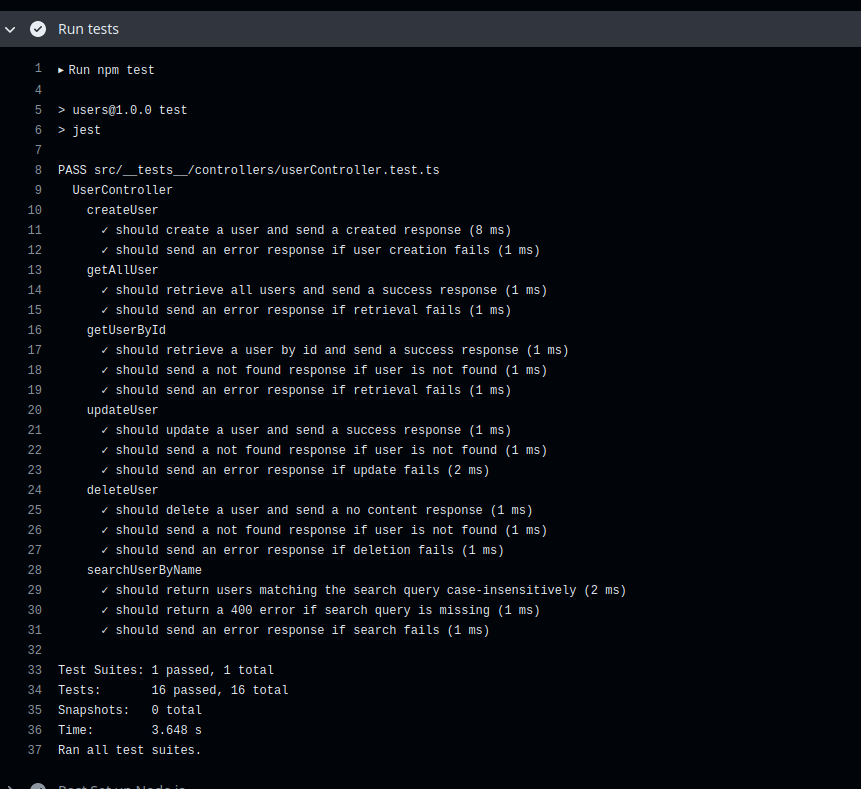 Run tests
1 ▸ Run npm test
4
5 > users@1.0.0 test
6 > jest
7
8 PASS src/__tests__/controllers/userController.test.ts
9 UserController
10 createUser
11 ✓ should create a user and send a created response (8 ms)
12 ✓ should send an error response if user creation fails (1 ms)
13 getAllUser
14 ✓ should retrieve all users and send a success response (1 ms)
15 ✓ should send an error response if retrieval fails (1 ms)
16 getUserById
17 ✓ should retrieve a user by id and send a success response (1 ms)
18 ✓ should send a not found response if user is not found (1 ms)
19 ✓ should send an error response if retrieval fails (1 ms)
20 updateUser
21 ✓ should update a user and send a success response (1 ms)
22 ✓ should send a not found response if user is not found (1 ms)
23 ✓ should send an error response if update fails (2 ms)
24 deleteUser
25 ✓ should delete a user and send a no content response (1 ms)
26 ✓ should send a not found response if user is not found (1 ms)
27 ✓ should send an error response if deletion fails (1 ms)
28 searchUserByName
29 ✓ should return users matching the search query case-insensitively (2 ms)
30 ✓ should return a 400 error if search query is missing (1 ms)
31 ✓ should send an error response if search fails (1 ms)
32
33 Test Suites: 1 passed, 1 total
34 Tests: 16 passed, 16 total
35 Snapshots: 0 total
36 Time: 3.648 s
37 Ran all test suites.